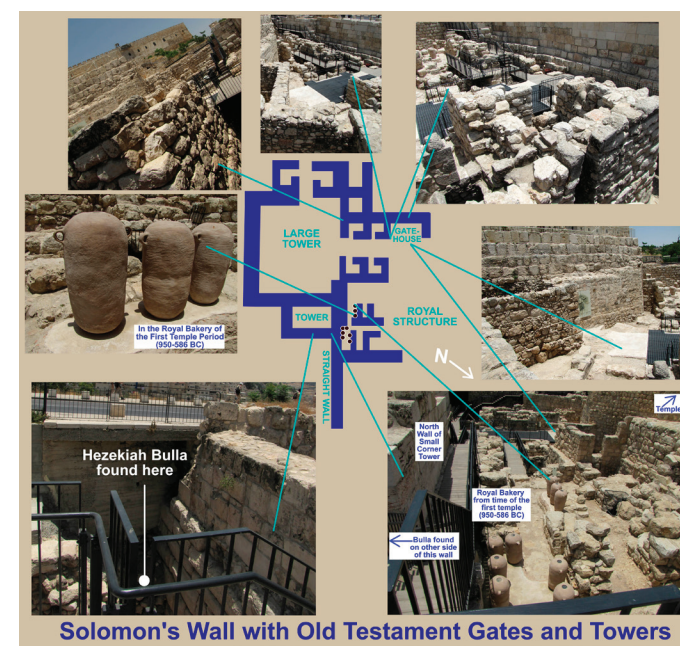 LARGE
TOWER
GATE-
HOUSE
In the Royal Bakery of
the First Temple Period
(950-586 BC)
TOWER
ROYAL
STRUCTURE
N
STRAIGHT WALL
Hezekiah Bulla
found here
North
Wall of
Small
Corner
Tower
Temple
Royal Bakery
from time of the
first temple
(950-586 BC)
Bulla found
on other side
of this wall
Solomon's Wall with Old Testament Gates and Towers